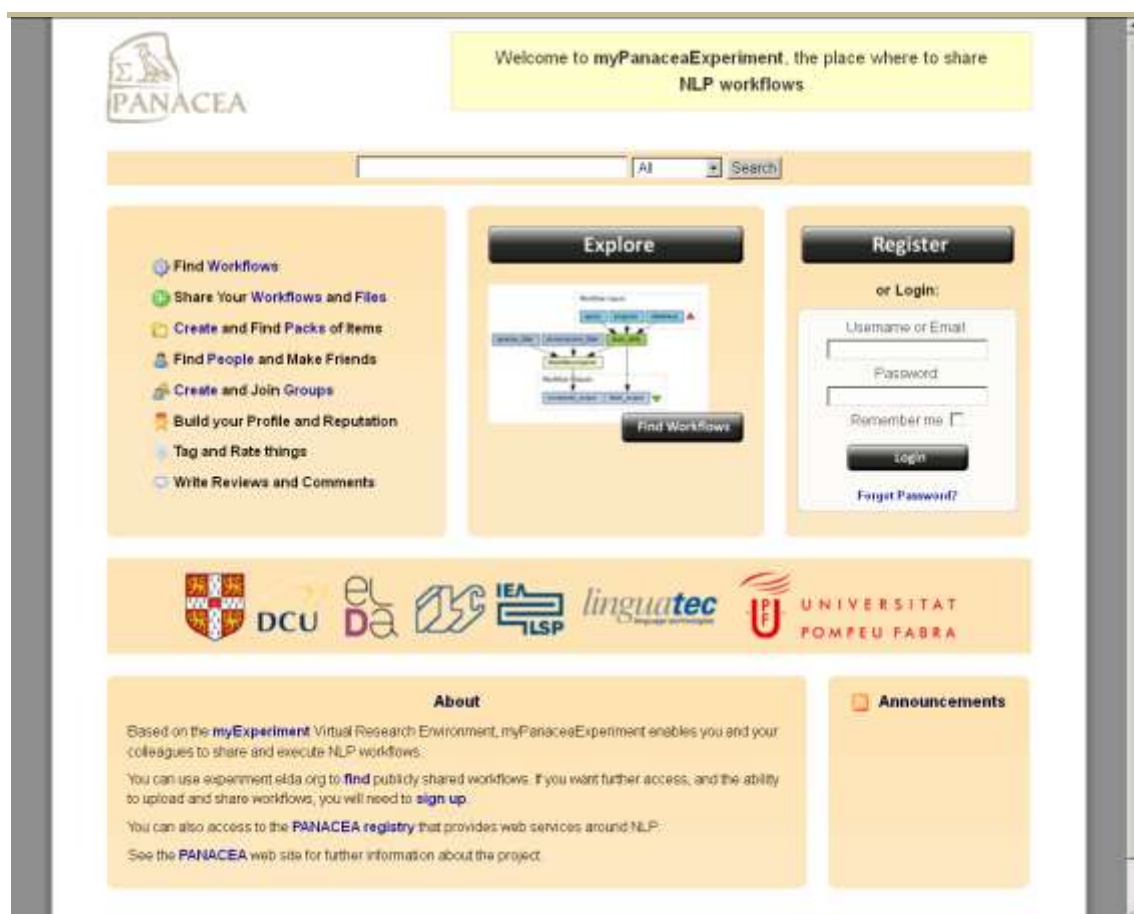 Σ
PANACEA
Welcome to myPanaceaExperiment, the place where to share
NLP workflows
All
Search
Find Workflows
Share Your Workflows and Files
Create and Find Packs of Items
Find People and Make Friends
Create and Join Groups
Build your Profile and Reputation
Tag and Rate things
Write Reviews and Comments
Explore
Find Workflows
Register
or Login:
Username or Email:
Password:
Remember me:
Login
Forgot Password?
DCU
ELDA
ILC
IEA
ILSP
linguatec
language technologies
UPF
UNIVERSITAT
POMPEU FABRA
About
Based on the myExperiment Virtual Research Environment, myPanaceaExperiment enables you and your
colleagues to share and execute NLP workflows.
You can use experiment.elda.org to find publicly shared workflows. If you want further access, and the ability
to upload and share workflows, you will need to sign up.
You can also access to the PANACEA registry that provides web services around NLP.
See the PANACEA web site for further information about the project.
Announcements